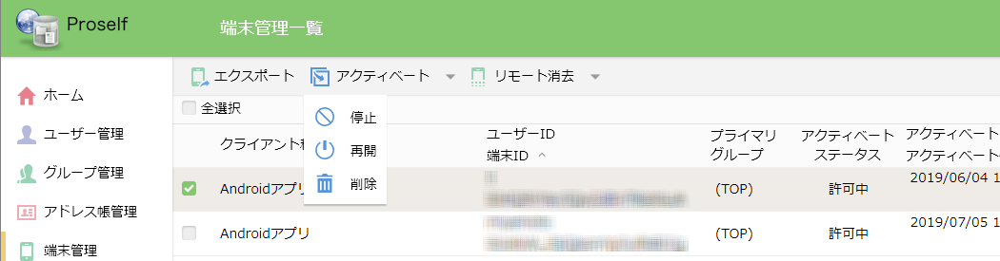 Proself
端末管理一覧
エクスポート アクティベート リモート消去
ホーム
ユーザー管理
グループ管理
アドレス帳管理
端末管理
全選択
停止
再開
削除
クライアント
ユーザーID
端末ID
プライマリ
グループ
アクティベート
ステータス
アクティベート
アクティベート
Androidアプリ (TOP) 許可中 2019/06/04 1
Androidアプリ (TOP) 許可中 2019/07/05 1